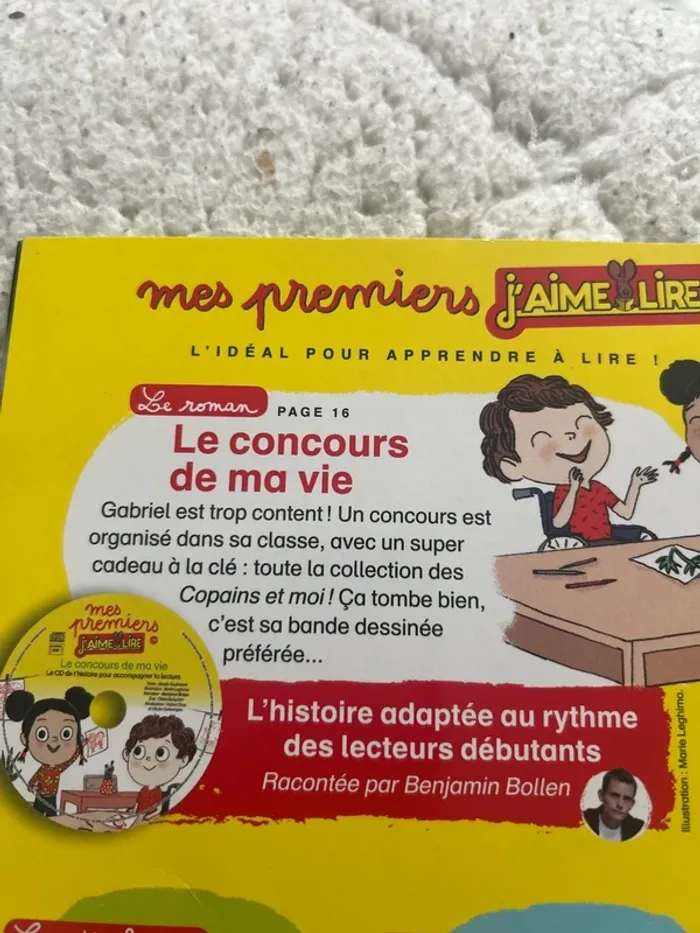 mes premiers j'AIME LIRE
L'IDÉAL POUR APPRENDRE À LIRE !
Le roman PAGE 16
Le concours
de ma vie
Gabriel est trop content ! Un concours est
organisé dans sa classe, avec un super
cadeau à la clé : toute la collection des
Copains et moi ! Ça tombe bien,
c'est sa bande dessinée
préférée...
mes
premiers
j'AIME LIRE
Le concours de ma vie
Le CD de l'histoire pour accompagner la lecture
L'histoire adaptée au rythme
des lecteurs débutants
Racontée par Benjamin Bollen
Illustration : Marie Leghima.